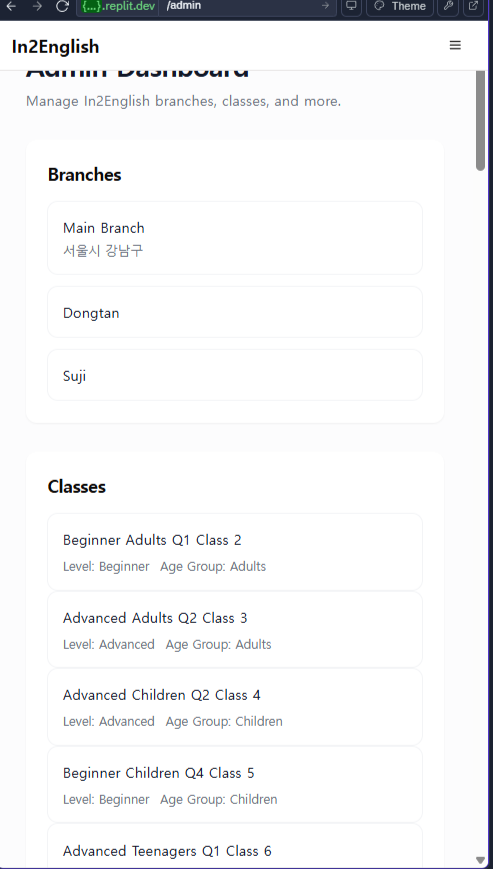 {...}.replit.dev /admin Theme
In2English
Admin Dashboard
Manage In2English branches, classes, and more.
Branches
Main Branch
서울시 강남구
Dongtan
Suji
Classes
Beginner Adults Q1 Class 2
Level: Beginner Age Group: Adults
Advanced Adults Q2 Class 3
Level: Advanced Age Group: Adults
Advanced Children Q2 Class 4
Level: Advanced Age Group: Children
Beginner Children Q4 Class 5
Level: Beginner Age Group: Children
Advanced Teenagers Q1 Class 6